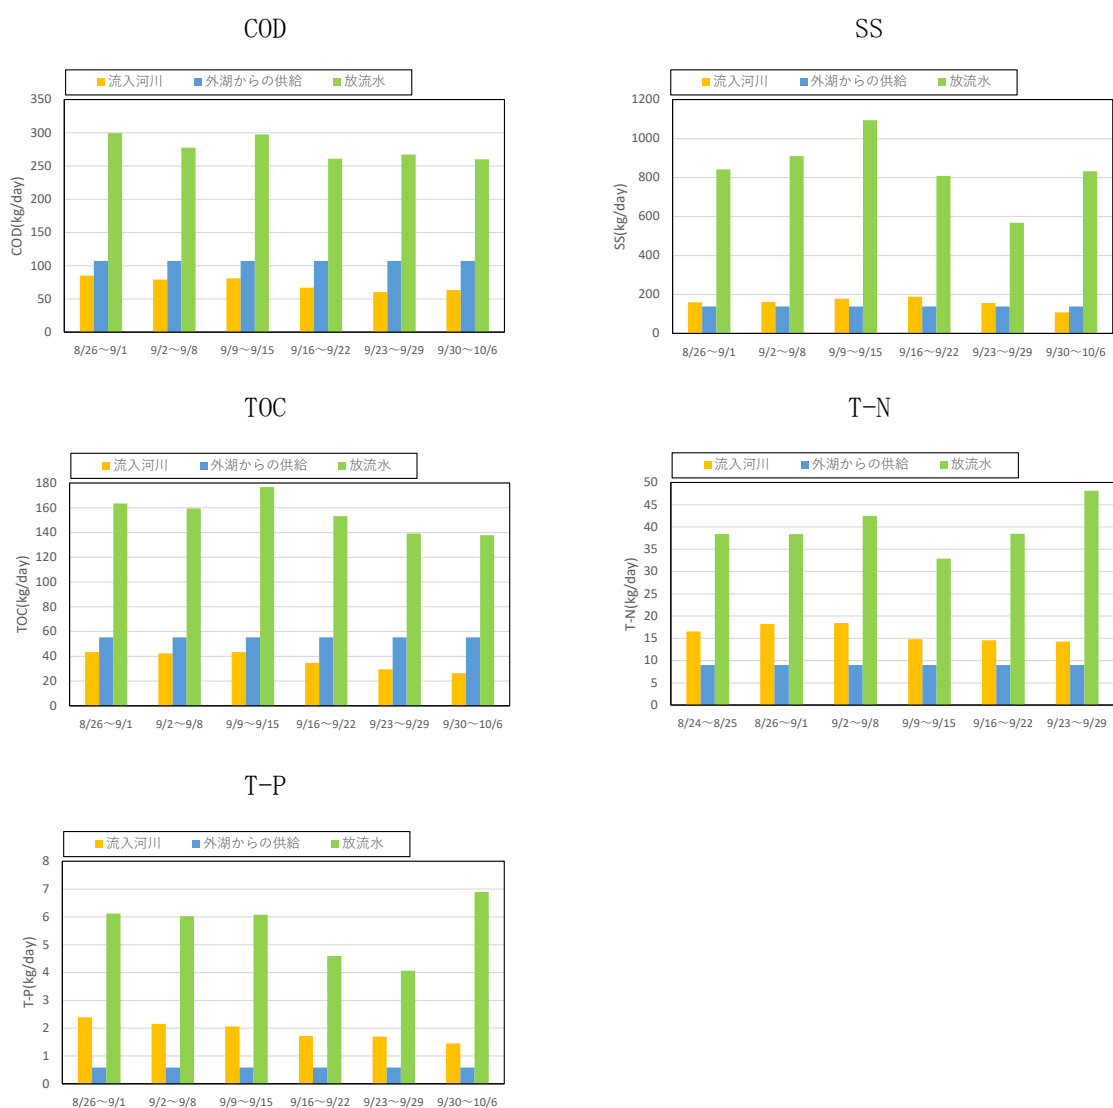 COD
流入河川 外湖からの供給 放流水
350
300
250
200
150
100
50
0
COD(kg/day)
8/26～9/1 9/2～9/8 9/9～9/15 9/16～9/22 9/23～9/29 9/30～10/6
SS
流入河川 外湖からの供給 放流水
1200
1000
800
600
400
200
0
SS(kg/day)
8/26～9/1 9/2～9/8 9/9～9/15 9/16～9/22 9/23～9/29 9/30～10/6
TOC
流入河川 外湖からの供給 放流水
180
160
140
120
100
80
60
40
20
0
TOC(kg/day)
8/26～9/1 9/2～9/8 9/9～9/15 9/16～9/22 9/23～9/29 9/30～10/6
T-N
流入河川 外湖からの供給 放流水
50
45
40
35
30
25
20
15
10
5
0
T-N(kg/day)
8/24～8/25 8/26～9/1 9/2～9/8 9/9～9/15 9/16～9/22 9/23～9/29
T-P
流入河川 外湖からの供給 放流水
8
7
6
5
4
3
2
1
0
T-P(kg/day)
8/26～9/1 9/2～9/8 9/9～9/15 9/16～9/22 9/23～9/29 9/30～10/6